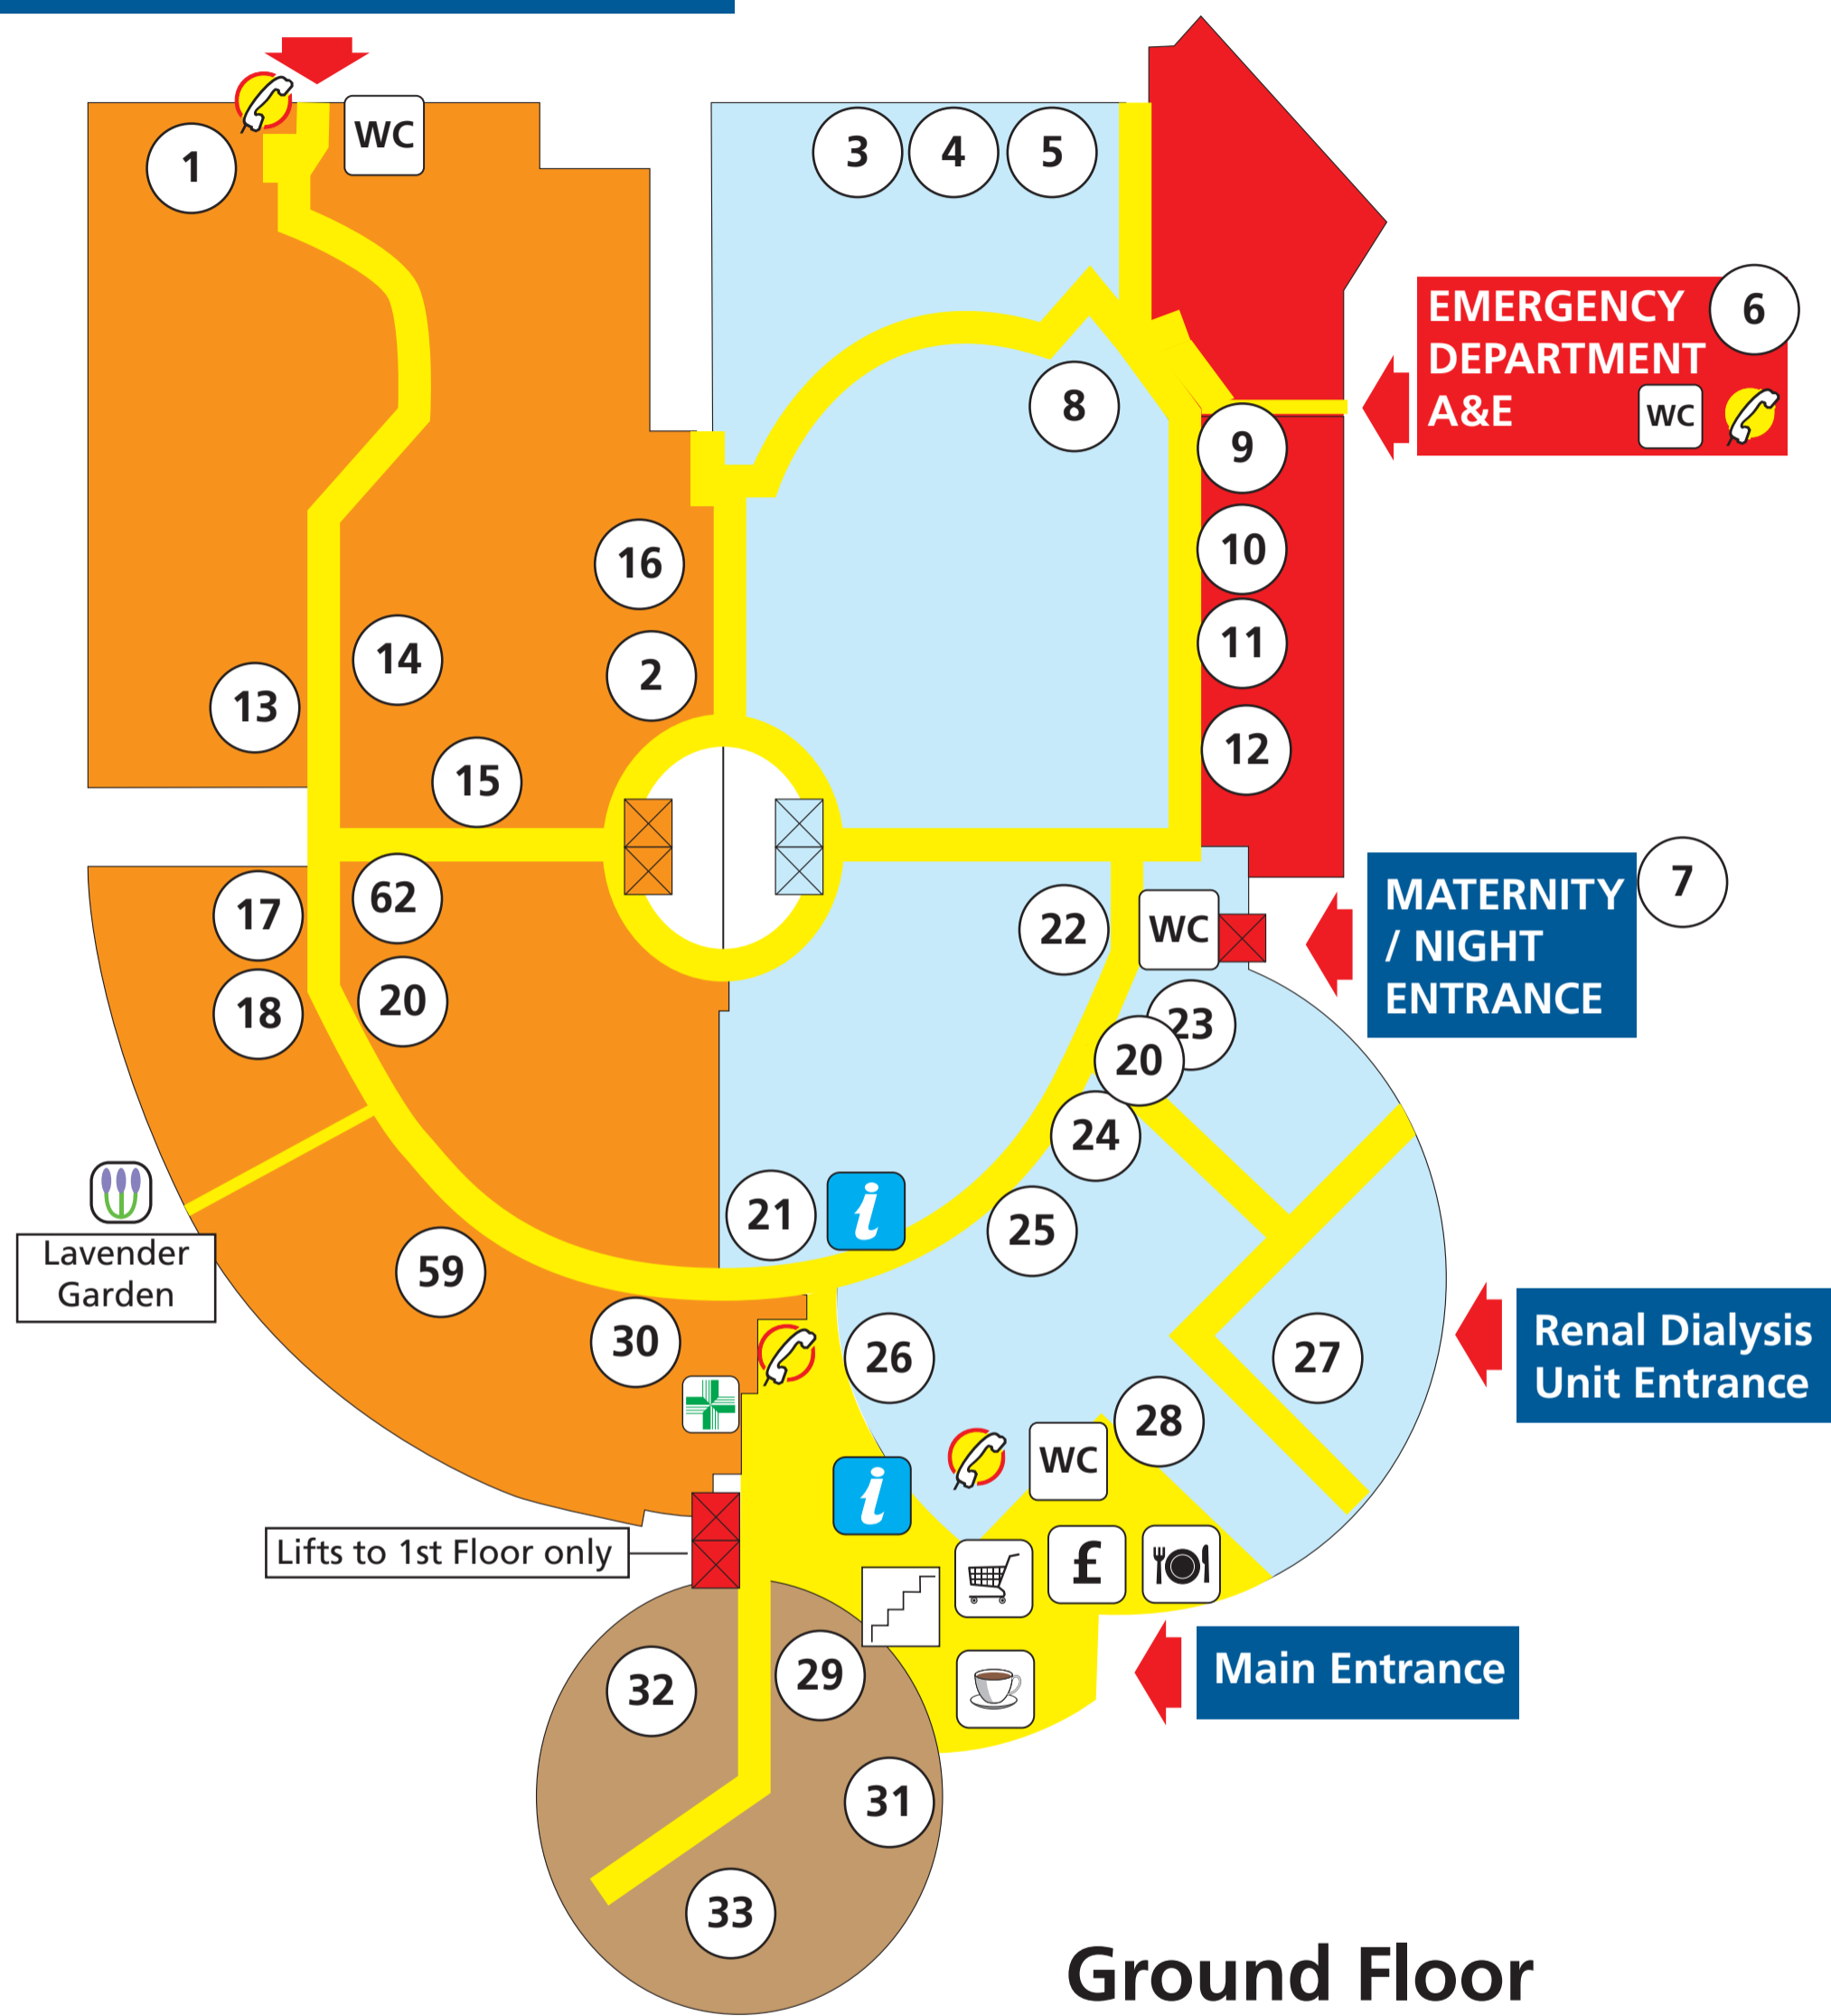 WC
1
3
4
5
EMERGENCY
DEPARTMENT
A&E
6
WC
8
9
10
16
11
14
2
13
12
15
MATERNITY
/ NIGHT
ENTRANCE
7
62
17
22
WC
20
18
23
20
24
21
i
25
Lavender
Garden
59
30
26
27
Renal Dialysis
Unit Entrance
28
WC
i
Lifts to 1st Floor only
£
32
29
Main Entrance
31
33
Ground Floor